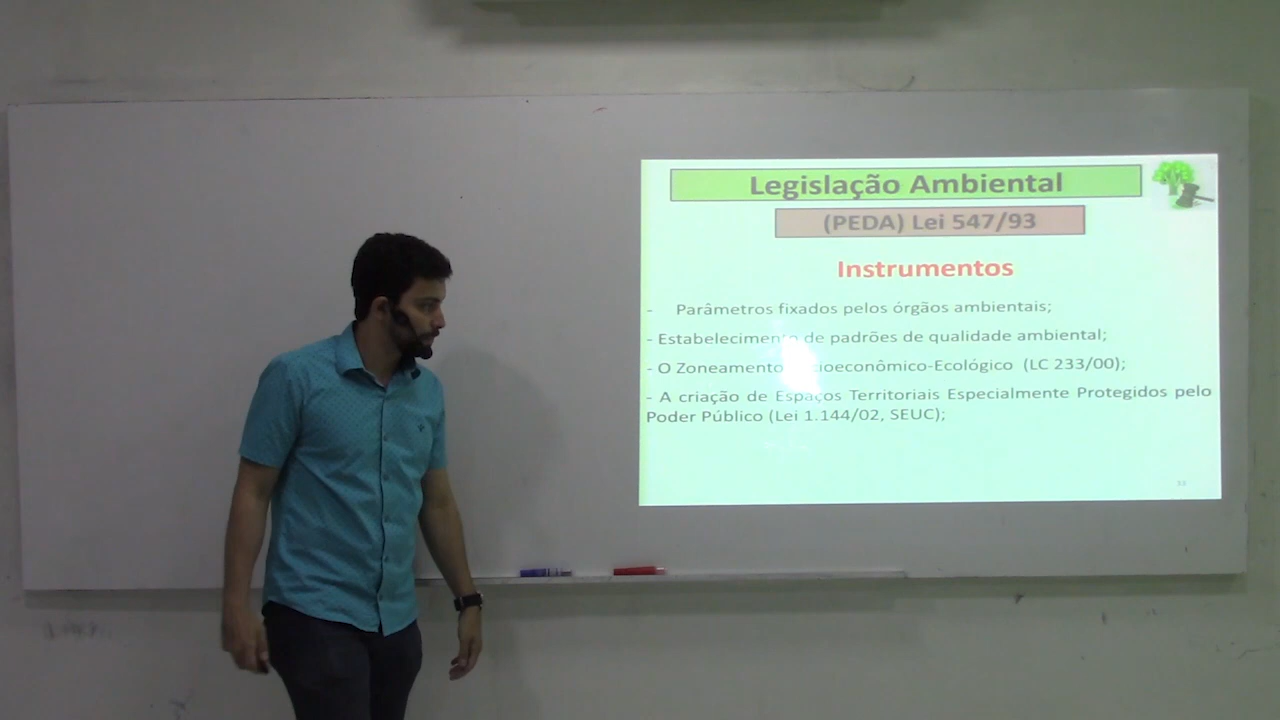 Legislação Ambiental
(PEDA) Lei 547/93
Instrumentos
- Parâmetros fixados pelos órgãos ambientais;
- Estabelecimento de padrões de qualidade ambiental;
- O Zoneamento Socioeconômico-Ecológico (LC 233/00);
- A criação de Espaços Territoriais Especialmente Protegidos pelo
Poder Público (Lei 1.144/02, SEUC);